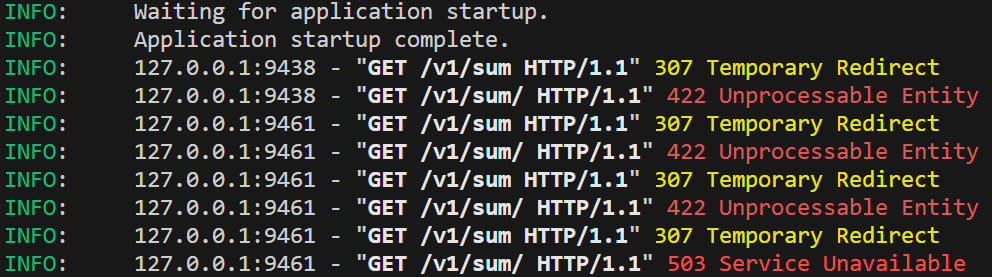 INFO:     Waiting for application startup.
INFO:     Application startup complete.
INFO:     127.0.0.1:9438 - "GET /v1/sum HTTP/1.1" 307 Temporary Redirect
INFO:     127.0.0.1:9438 - "GET /v1/sum/ HTTP/1.1" 422 Unprocessable Entity
INFO:     127.0.0.1:9461 - "GET /v1/sum HTTP/1.1" 307 Temporary Redirect
INFO:     127.0.0.1:9461 - "GET /v1/sum/ HTTP/1.1" 422 Unprocessable Entity
INFO:     127.0.0.1:9461 - "GET /v1/sum HTTP/1.1" 307 Temporary Redirect
INFO:     127.0.0.1:9461 - "GET /v1/sum/ HTTP/1.1" 422 Unprocessable Entity
INFO:     127.0.0.1:9461 - "GET /v1/sum HTTP/1.1" 307 Temporary Redirect
INFO:     127.0.0.1:9461 - "GET /v1/sum/ HTTP/1.1" 503 Service Unavailable